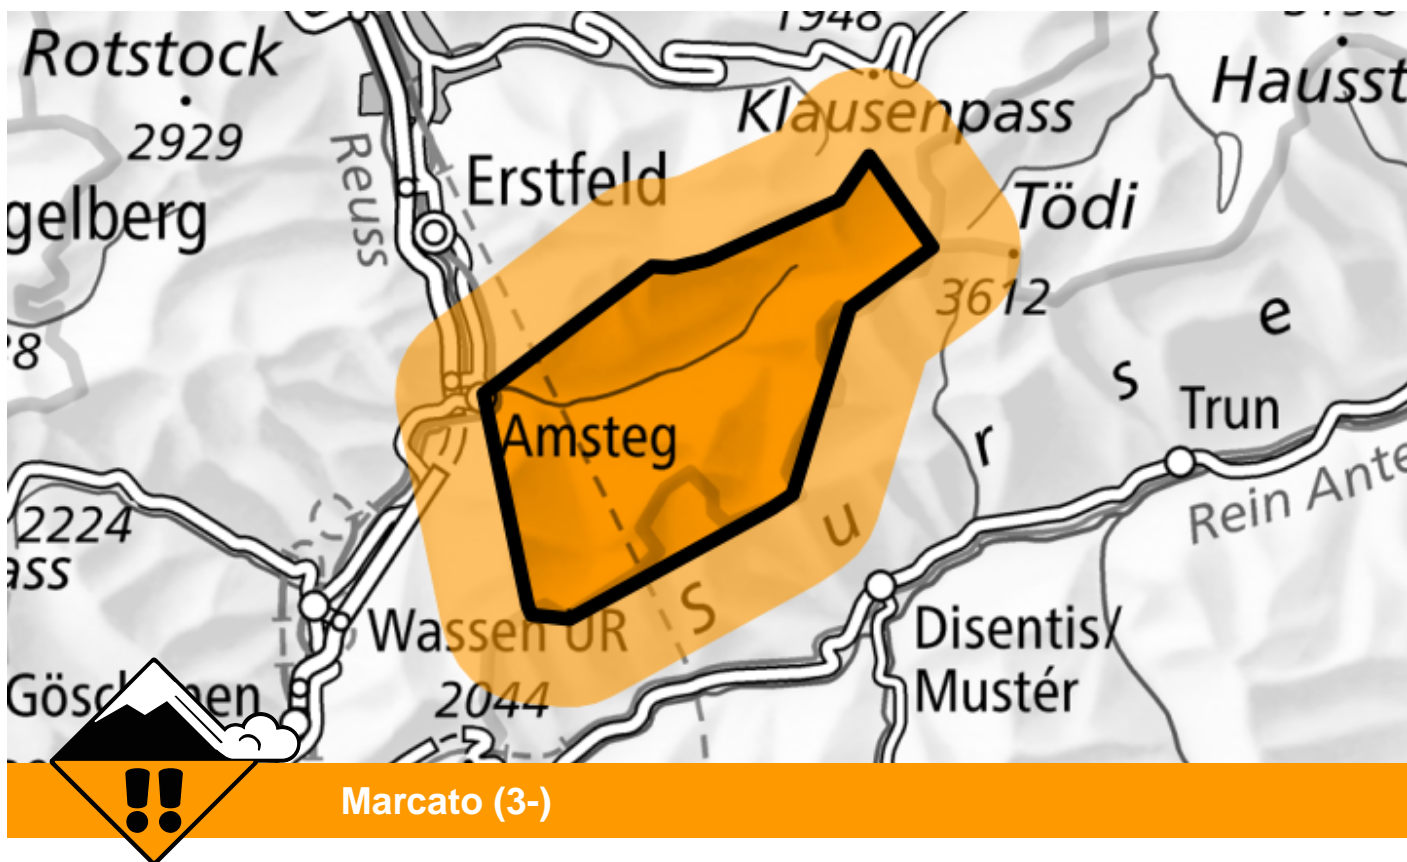 1948
Rotstock
2929
Hausst
Klausenpass
Reuss
Erstfeld
gelberg
Tödi
3612
e
s
Trun
r
Amsteg
Rein Ante
2224
ass
u
S
Wassen UR
Disentis/
Mustér
2044
Marcato (3-)